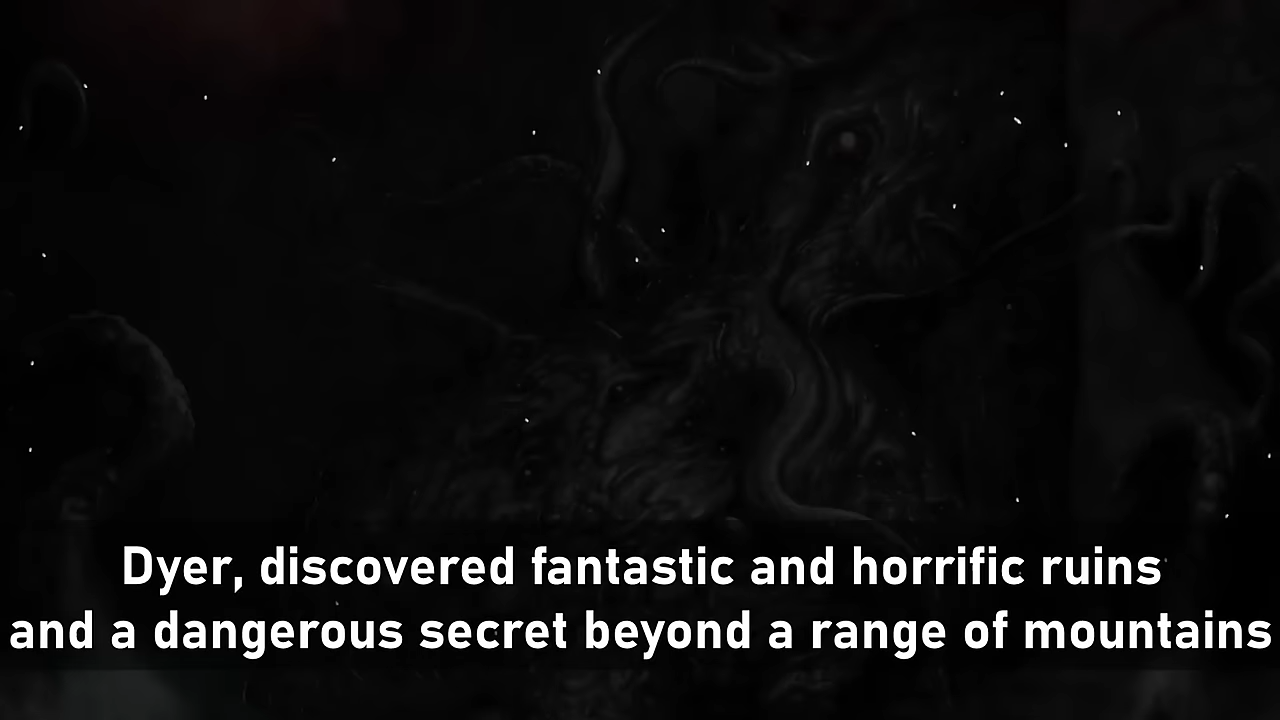 Dyer, discovered fantastic and horrific ruins
and a dangerous secret beyond a range of mountains